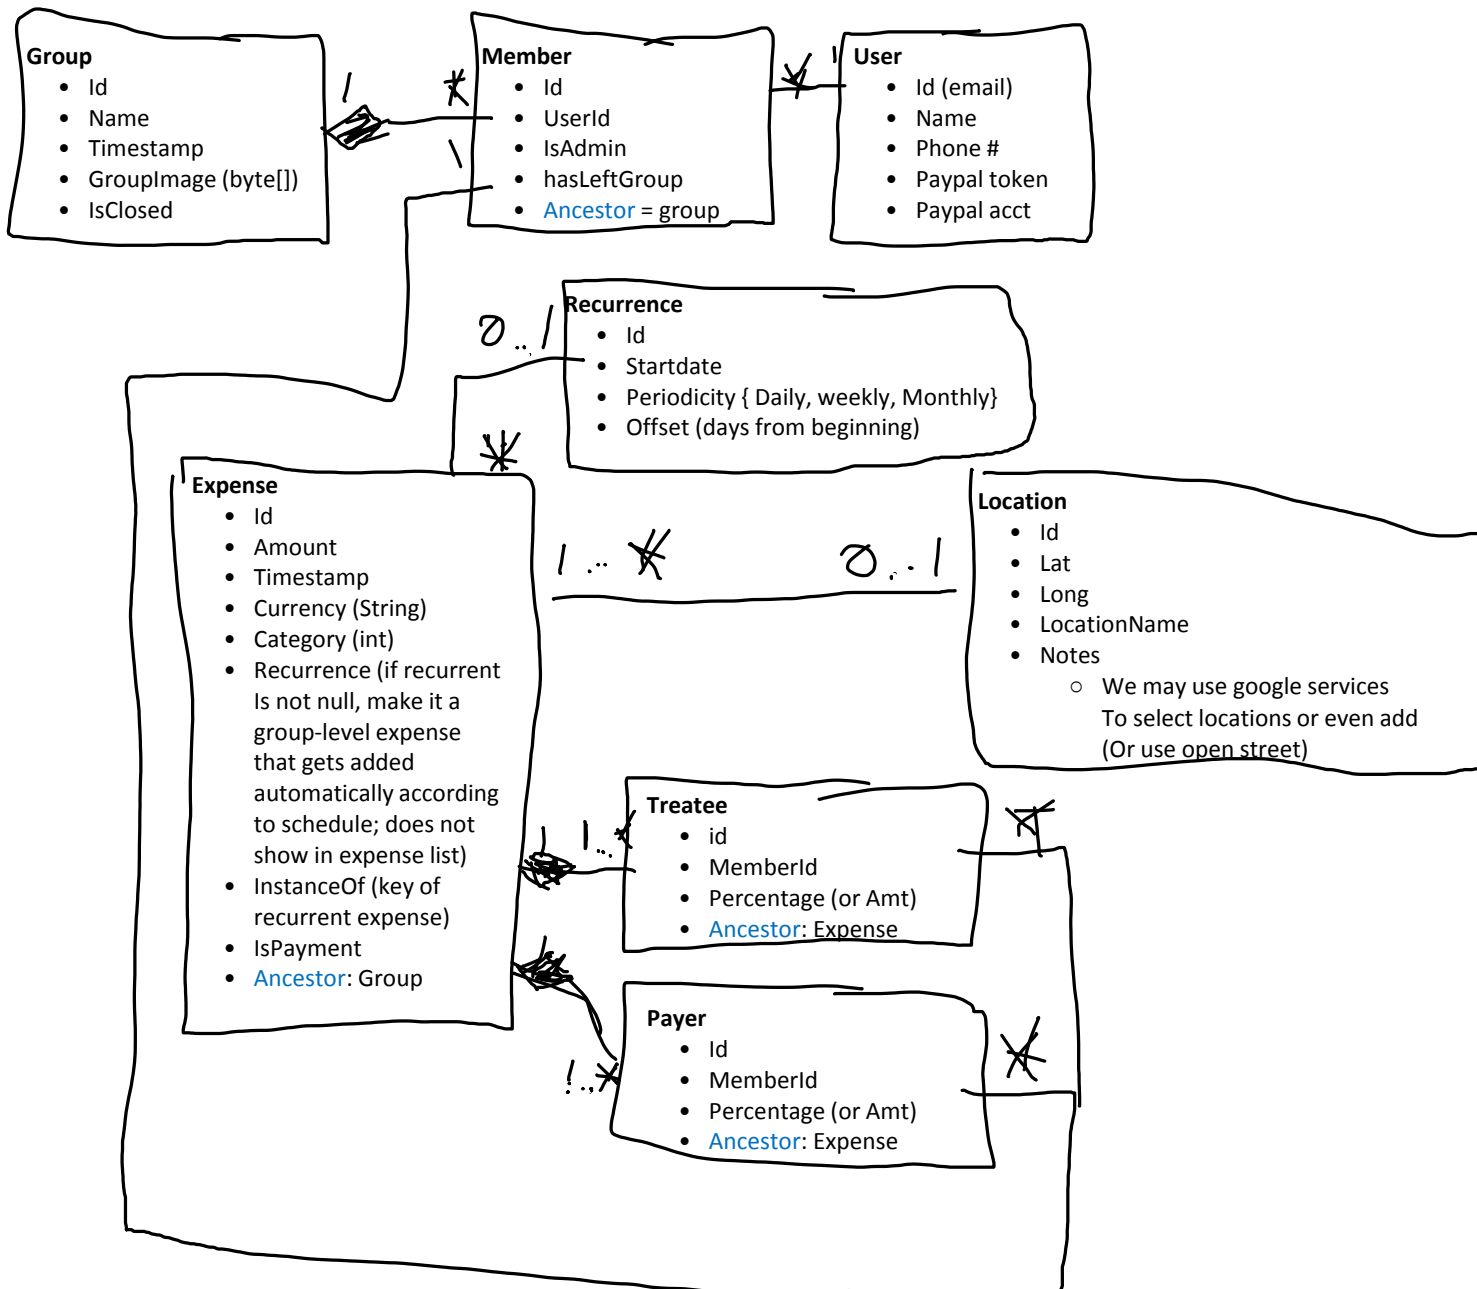 Group
• Id
• Name
• Timestamp
• GroupImage (byte[])
• IsClosed
1
*
1
Member
• Id
• UserId
• IsAdmin
• hasLeftGroup
• Ancestor = group
*
1
User
• Id (email)
• Name
• Phone #
• Paypal token
• Paypal acct
0..1
*
Recurrence
• Id
• Startdate
• Periodicity { Daily, weekly, Monthly}
• Offset (days from beginning)
Expense
• Id
• Amount
• Timestamp
• Currency (String)
• Category (int)
• Recurrence (if recurrent
Is not null, make it a
group-level expense
that gets added
automatically according
to schedule; does not
show in expense list)
• InstanceOf (key of
recurrent expense)
• IsPayment
• Ancestor: Group
1..*
0..1
Location
• Id
• Lat
• Long
• LocationName
• Notes
○ We may use google services
To select locations or even add
(Or use open street)
1
1..*
Treatee
• id
• MemberId
• Percentage (or Amt)
• Ancestor: Expense
*
1
1..*
Payer
• Id
• MemberId
• Percentage (or Amt)
• Ancestor: Expense
*